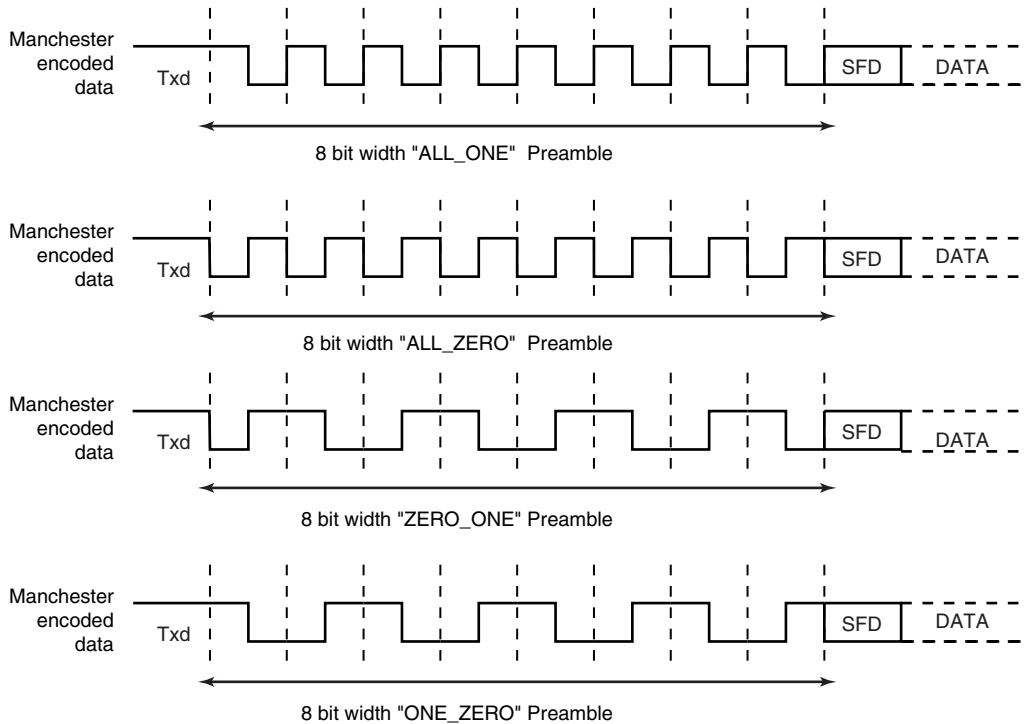 Manchester
encoded
data
Txd
SFD
DATA
8 bit width "ALL_ONE" Preamble
Manchester
encoded
data
Txd
SFD
DATA
8 bit width "ALL_ZERO" Preamble
Manchester
encoded
data
Txd
SFD
DATA
8 bit width "ZERO_ONE" Preamble
Manchester
encoded
data
Txd
SFD
DATA
8 bit width "ONE_ZERO" Preamble